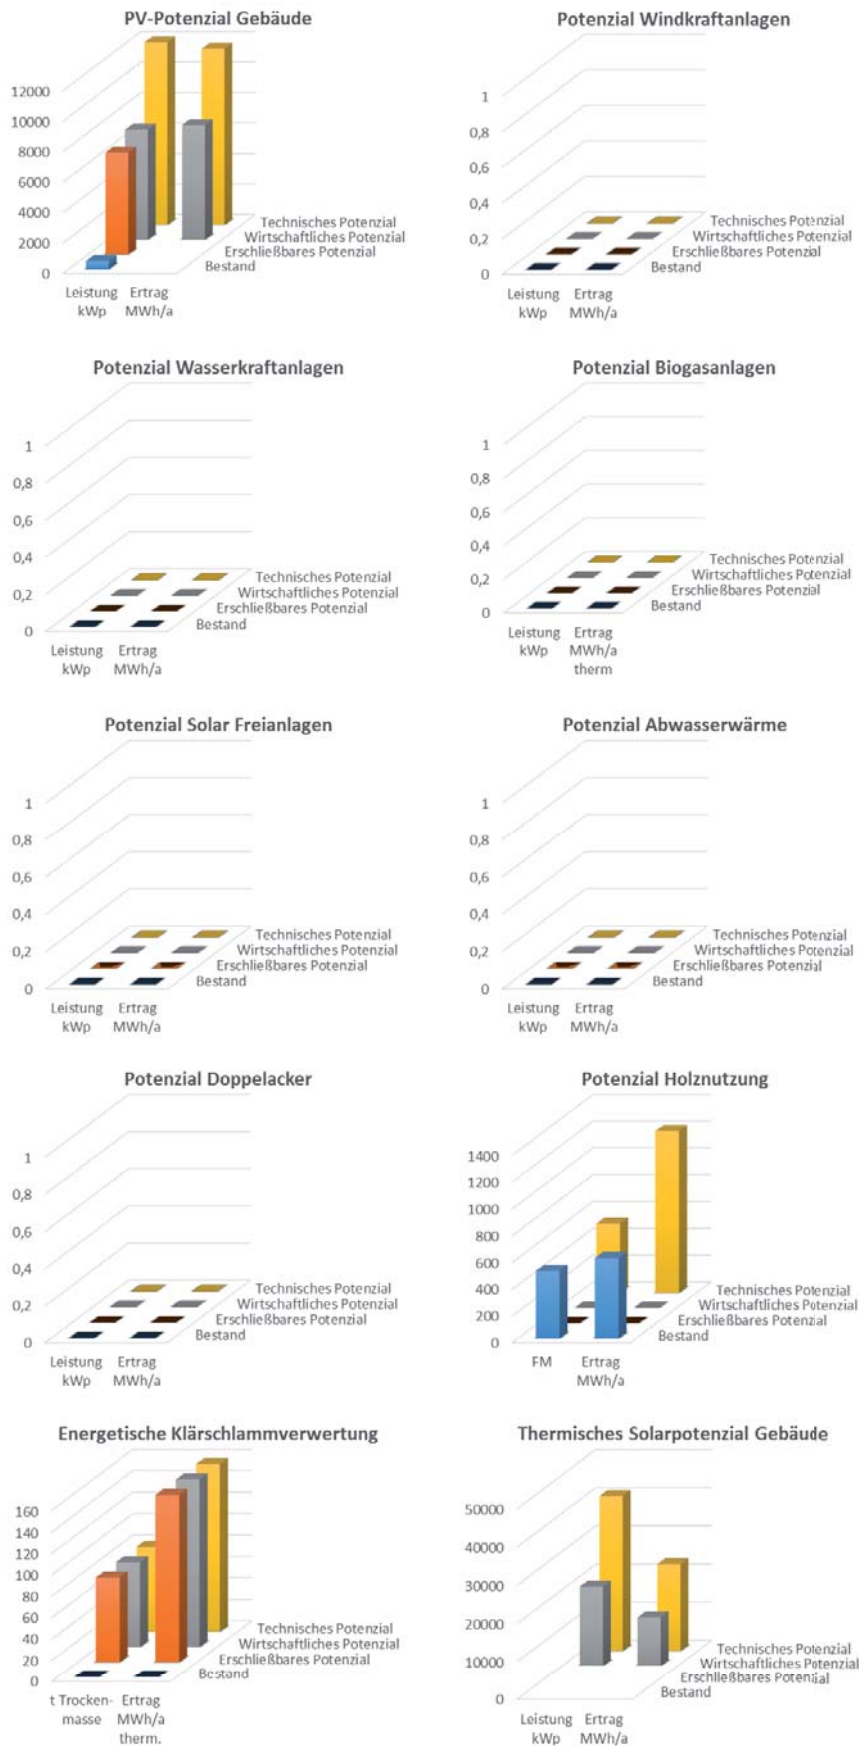 PV-Potenzial Gebäude
12000
10000
8000
6000
4000
2000
0
Technisches Potenzial
Wirtschaftliches Potenzial
Erschließbares Potenzial
Bestand
Leistung Ertrag
kWp MWh/a
Potenzial Windkraftanlagen
1
0,8
0,6
0,4
0,2
0
Technisches Potenzial
Wirtschaftliches Potenzial
Erschließbares Potenzial
Bestand
Leistung Ertrag
kWp MWh/a
Potenzial Wasserkraftanlagen
1
0,8
0,6
0,4
0,2
0
Technisches Potenzial
Wirtschaftliches Potenzial
Erschließbares Potenzial
Bestand
Leistung Ertrag
kWp MWh/a
Potenzial Biogasanlagen
1
0,8
0,6
0,4
0,2
0
Technisches Potenzial
Wirtschaftliches Potenzial
Erschließbares Potenzial
Bestand
Leistung Ertrag
kWp MWh/a
therm
Potenzial Solar Freianlagen
1
0,8
0,6
0,4
0,2
0
Technisches Potenzial
Wirtschaftliches Potenzial
Erschließbares Potenzial
Bestand
Leistung Ertrag
kWp MWh/a
Potenzial Abwasserwärme
1
0,8
0,6
0,4
0,2
0
Technisches Potenzial
Wirtschaftliches Potenzial
Erschließbares Potenzial
Bestand
Leistung Ertrag
kWp MWh/a
Potenzial Doppelacker
1
0,8
0,6
0,4
0,2
0
Technisches Potenzial
Wirtschaftliches Potenzial
Erschließbares Potenzial
Bestand
Leistung Ertrag
kWp MWh/a
Potenzial Holznutzung
1400
1200
1000
800
600
400
200
0
Technisches Potenzial
Wirtschaftliches Potenzial
Erschließbares Potenzial
Bestand
FM Ertrag
MWh/a
Energetische Klärschlammverwertung
160
140
120
100
80
60
40
20
0
Technisches Potenzial
Wirtschaftliches Potenzial
Erschließbares Potenzial
Bestand
t Trocken- Ertrag
masse MWh/a
therm.
Thermisches Solarpotenzial Gebäude
50000
40000
30000
20000
10000
0
Technisches Potenzial
Wirtschaftliches Potenzial
Erschließbares Potenzial
Bestand
Leistung Ertrag
kWp MWh/a